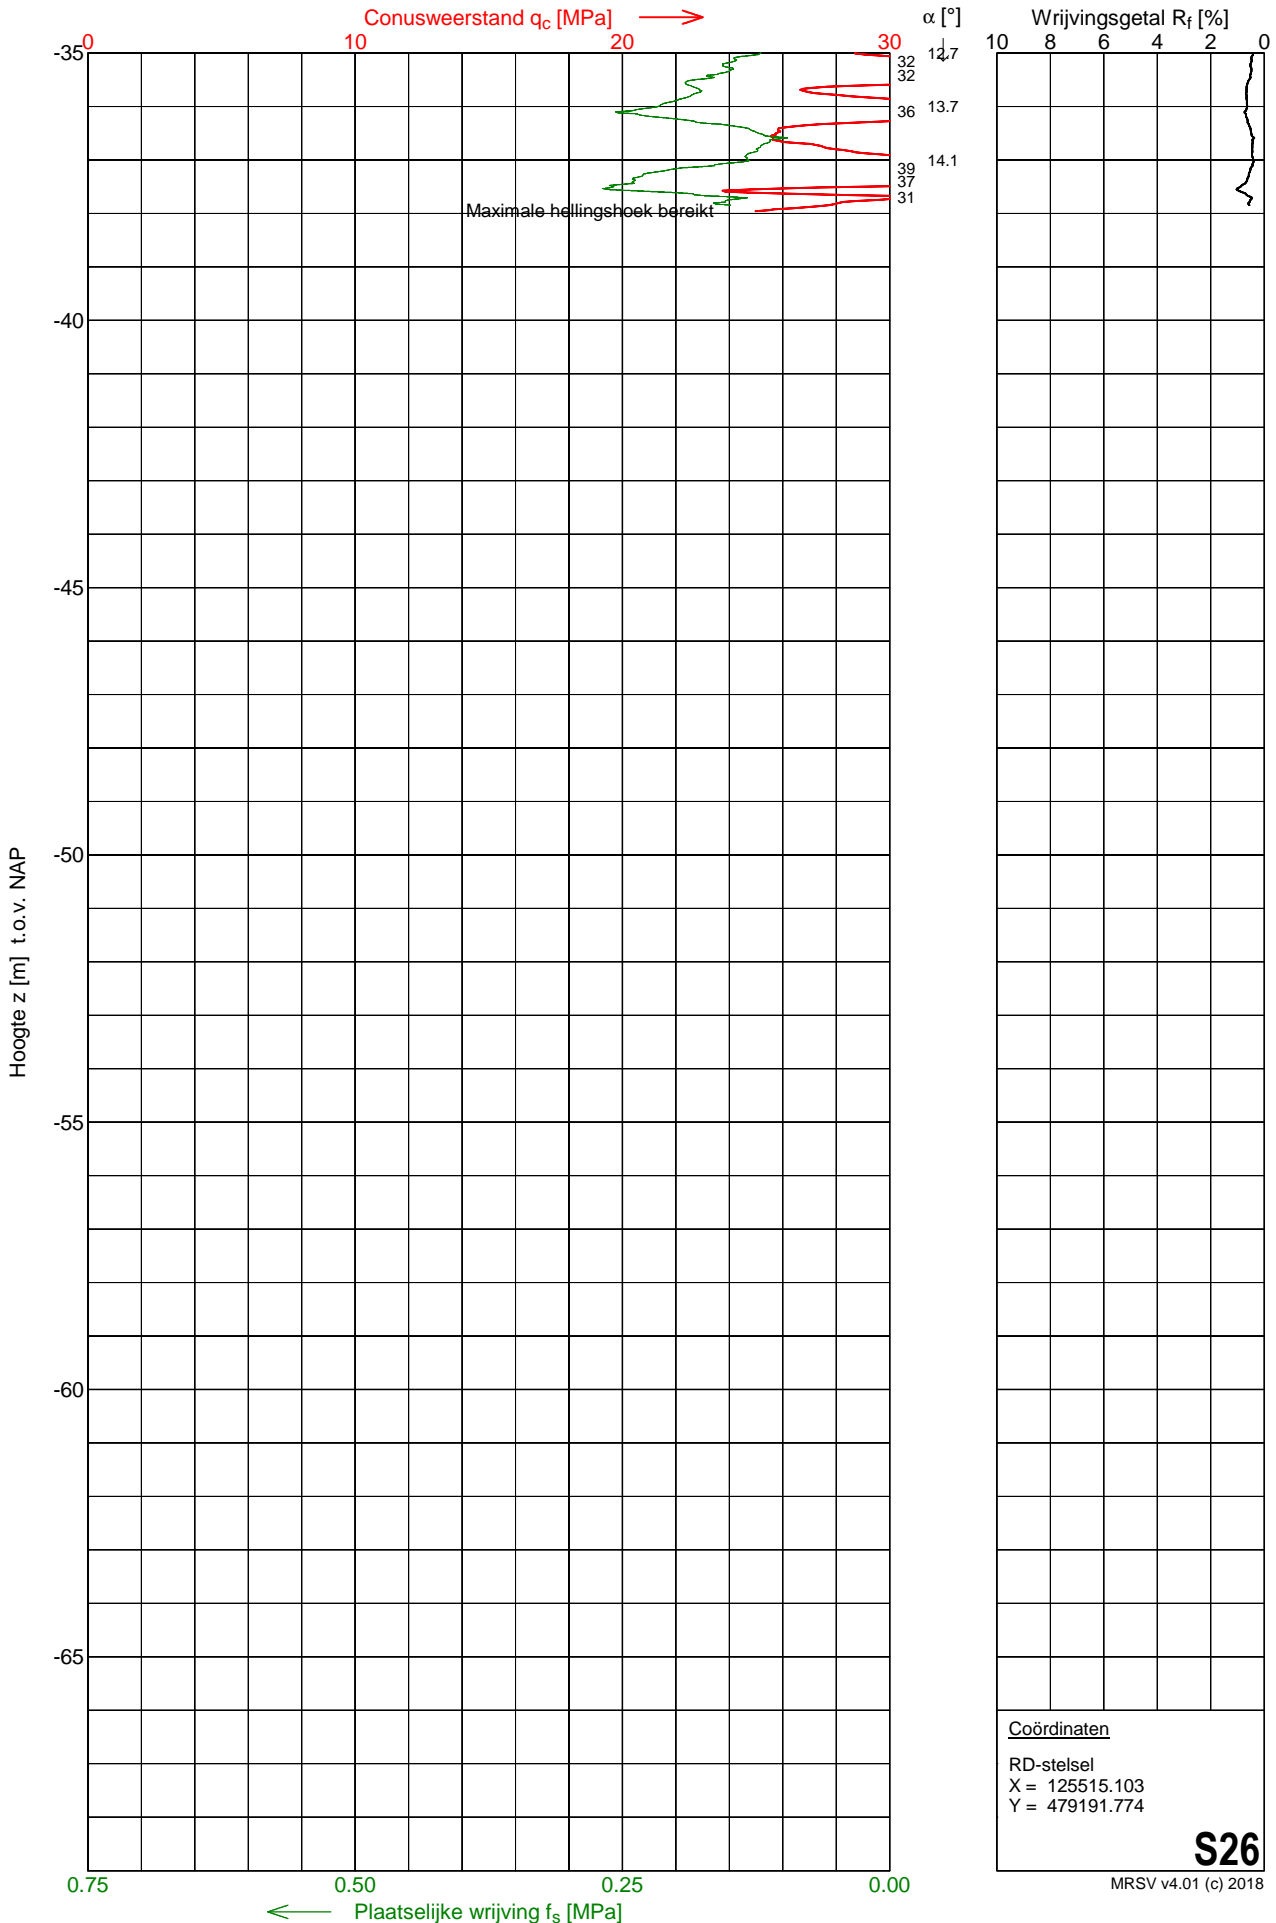 Conusweerstand qc [MPa]
α [°]
Wrijvingsgetal Rf [%]
0 10 20 30
10 8 6 4 2 0
-35
12.7
32
32
36 13.7
14.1
39
37
31
Maximale hellingshoek bereikt
-40
-45
-50
Hoogte z [m] t.o.v. NAP
-55
-60
-65
Coördinaten
RD-stelsel
X = 125515.103
Y = 479191.774
S26
MRSV v4.01 (c) 2018
0.75 0.50 0.25 0.00
Plaatselijke wrijving fs [MPa]